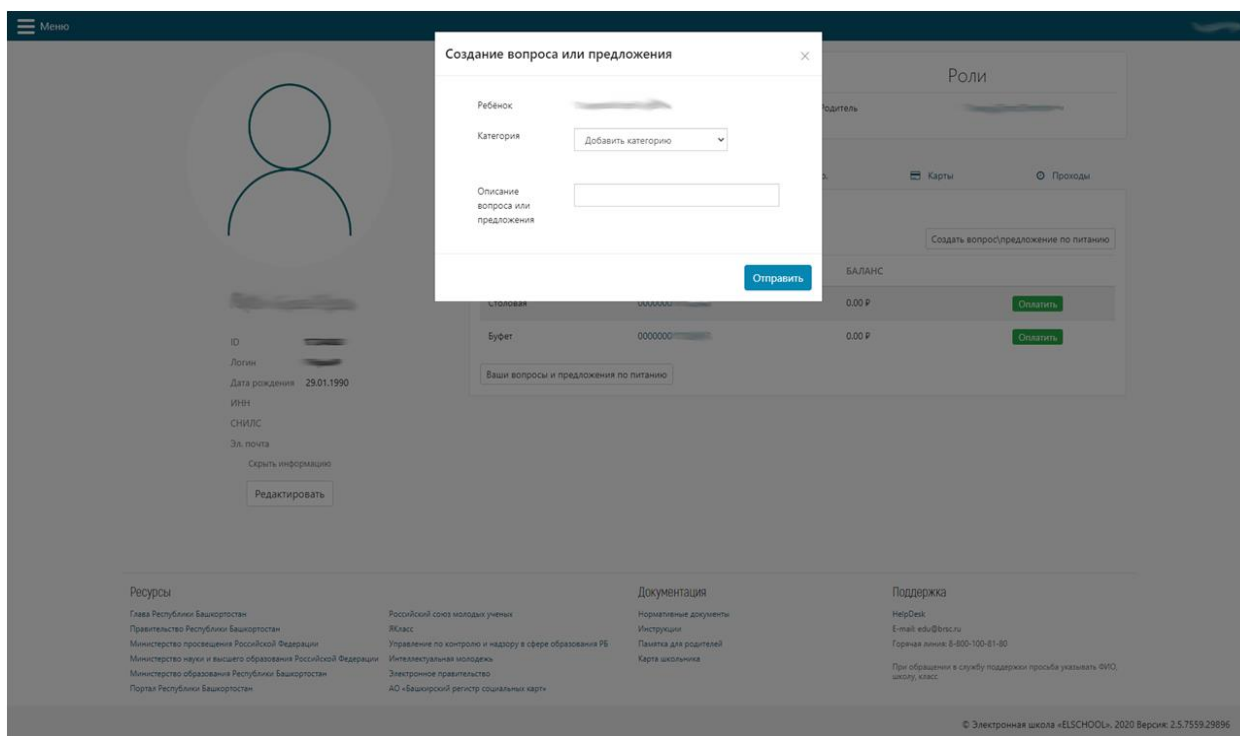 Меню
Создание вопроса или предложения
Ребёнок
Категория
Добавить категорию
Описание
вопроса или
предложения
Отправить
Роли
Родитель
Карты
Проходы
Создать вопрос\предложение по питанию
БАЛАНС
Столовая 0000000 0.00 ₽ Оплатить
Буфет 0000000 0.00 ₽ Оплатить
Ваши вопросы и предложения по питанию
ID
Логин
Дата рождения 29.01.1990
ИНН
СНИЛС
Эл. почта
Скрыть информацию
Редактировать
Ресурсы
Глава Республики Башкортостан
Правительство Республики Башкортостан
Министерство просвещения Российской Федерации
Министерство науки и высшего образования Российской Федерации
Министерство образования Республики Башкортостан
Портал Республики Башкортостан
Российский союз молодых ученых
ЯКласс
Управление по контролю и надзору в сфере образования РБ
Интеллектуальная молодежь
Электронное правительство
АО «Башкирский регистр социальных карт»
Документация
Нормативные документы
Инструкции
Памятка для родителей
Карта школьника
Поддержка
HelpDesk
E-mail: edu@brsc.ru
Горячая линия: 8-800-100-81-80
При обращении в службу поддержки просьба указывать ФИО,
школу, класс
© Электронная школа «ELSCHOOL», 2020 Версия: 2.5.7559.29896